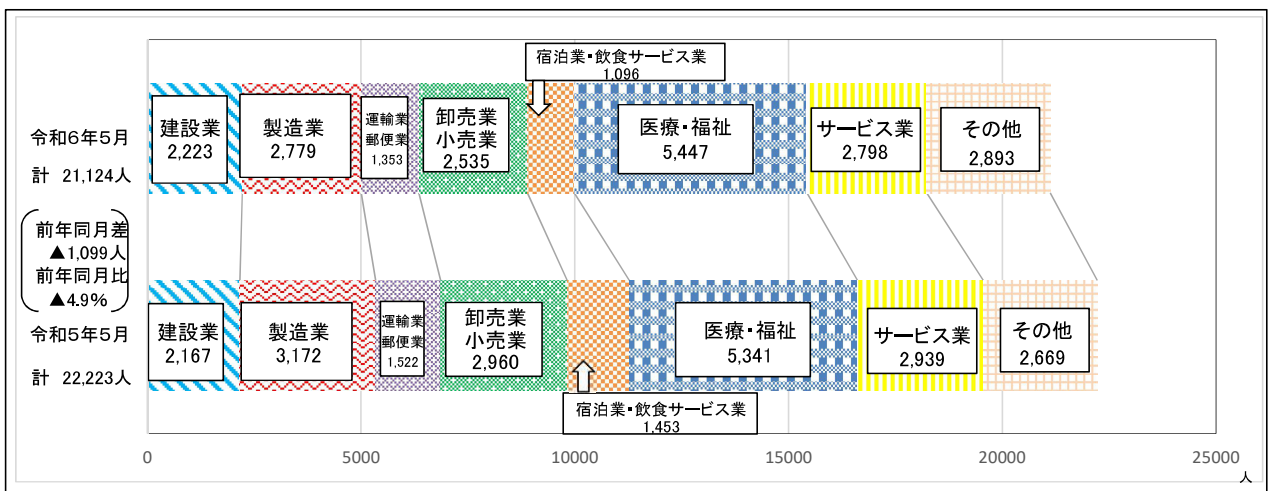 宿泊業・飲食サービス業
1,096
令和6年5月
計 21,124人
建設業
2,223
製造業
2,779
運輸業
郵便業
1,353
卸売業
小売業
2,535
医療・福祉
5,447
サービス業
2,798
その他
2,893
前年同月差
▲1,099人
前年同月比
▲4.9%
令和5年5月
計 22,223人
建設業
2,167
製造業
3,172
運輸業
郵便業
1,522
卸売業
小売業
2,960
医療・福祉
5,341
サービス業
2,939
その他
2,669
宿泊業・飲食サービス業
1,453
0 5000 10000 15000 20000 25000
人